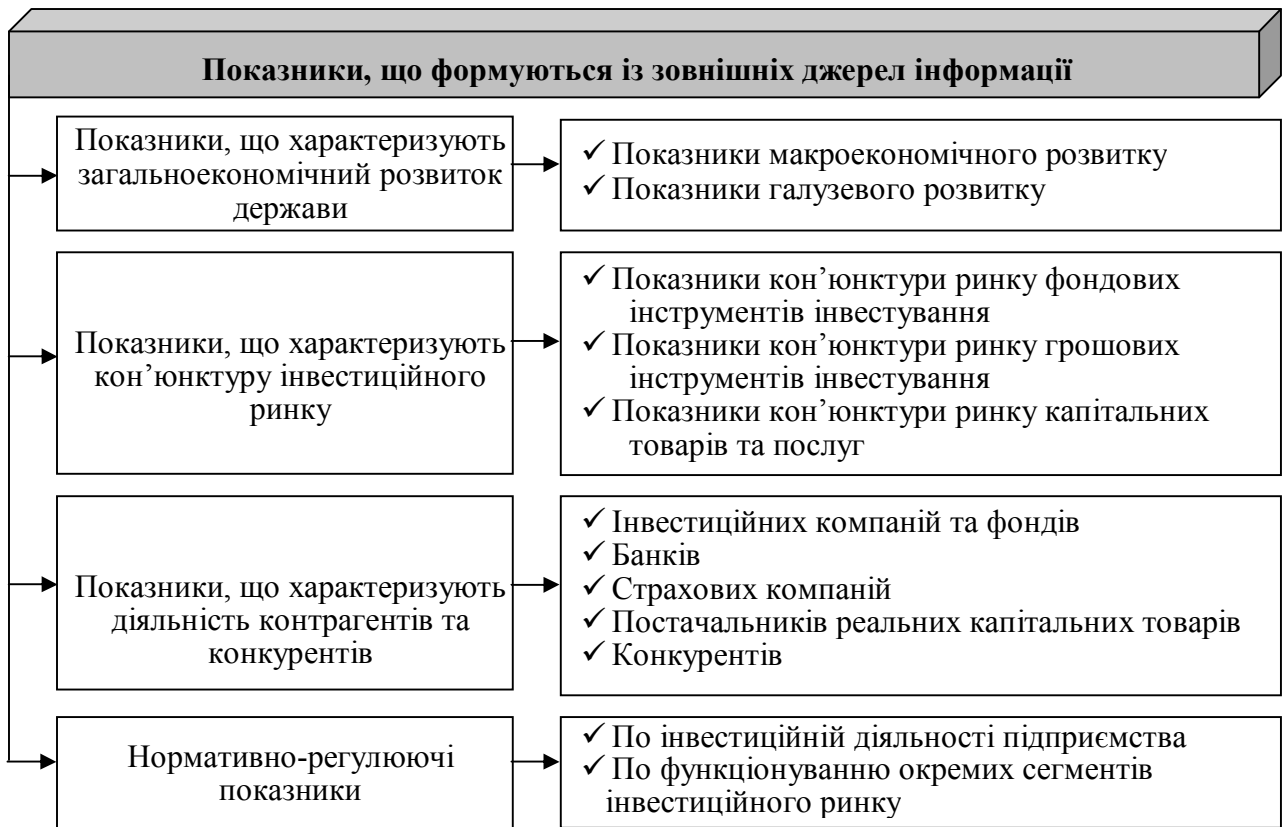 Показники, що формуються із зовнішніх джерел інформації
Показники, що характеризують
загальноекономічний розвиток
держави
✓ Показники макроекономічного розвитку
✓ Показники галузевого розвитку
Показники, що характеризують
кон’юнктуру інвестиційного
ринку
✓ Показники кон’юнктури ринку фондових
інструментів інвестування
✓ Показники кон’юнктури ринку грошових
інструментів інвестування
✓ Показники кон’юнктури ринку капітальних
товарів та послуг
Показники, що характеризують
діяльність контрагентів та
конкурентів
✓ Інвестиційних компаній та фондів
✓ Банків
✓ Страхових компаній
✓ Постачальників реальних капітальних товарів
✓ Конкурентів
Нормативно-регулюючі
показники
✓ По інвестиційній діяльності підприємства
✓ По функціонуванню окремих сегментів
інвестиційного ринку